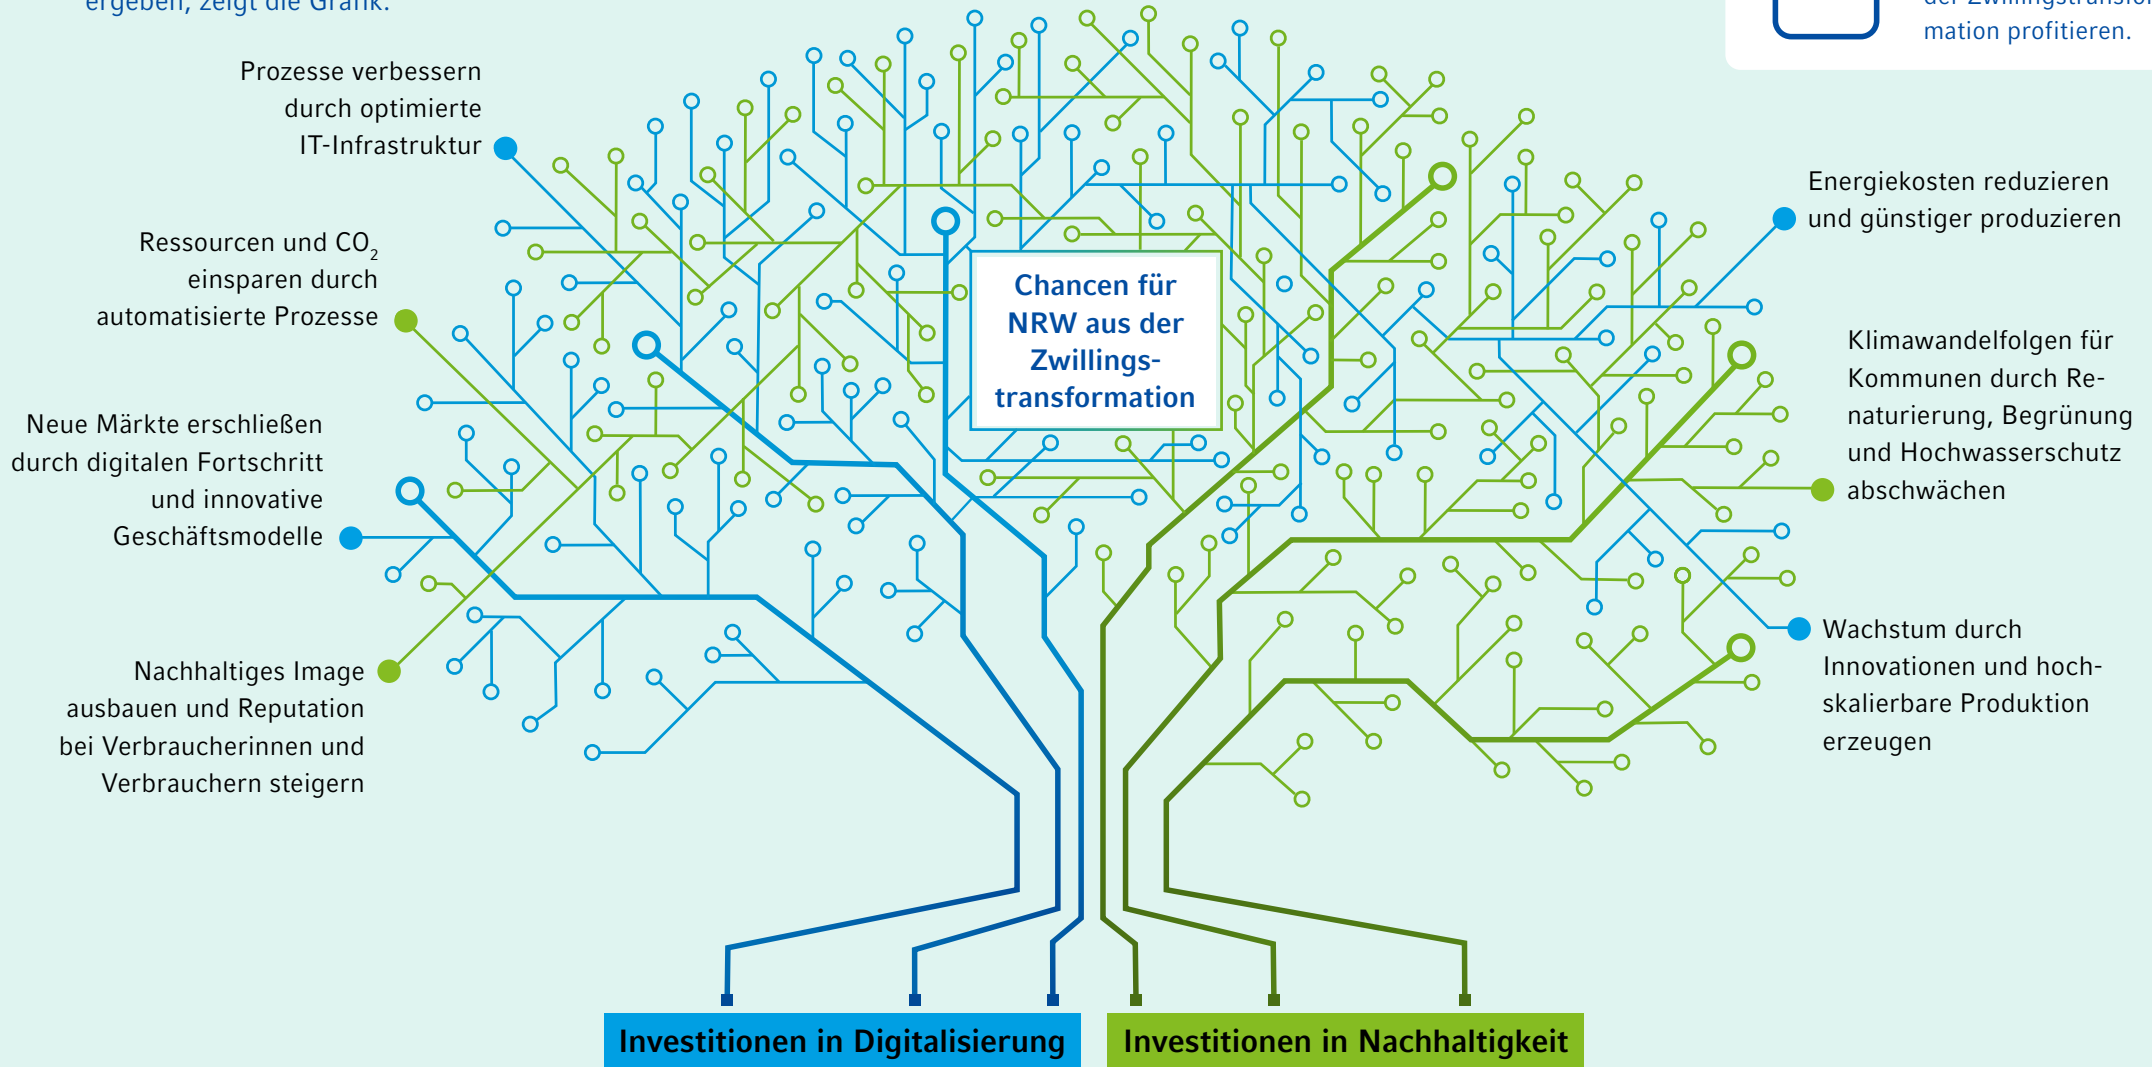 ergeben, zeigt die Grafik.
der Zwillingstransfor-
mation profitieren.
Prozesse verbessern
durch optimierte
IT-Infrastruktur
Ressourcen und CO₂
einsparen durch
automatisierte Prozesse
Neue Märkte erschließen
durch digitalen Fortschritt
und innovative
Geschäftsmodelle
Nachhaltiges Image
ausbauen und Reputation
bei Verbraucherinnen und
Verbrauchern steigern
Chancen für
NRW aus der
Zwillings-
transformation
Energiekosten reduzieren
und günstiger produzieren
Klimawandelfolgen für
Kommunen durch Re-
naturierung, Begrünung
und Hochwasserschutz
abschwächen
Wachstum durch
Innovationen und hoch-
skalierbare Produktion
erzeugen
Investitionen in Digitalisierung
Investitionen in Nachhaltigkeit